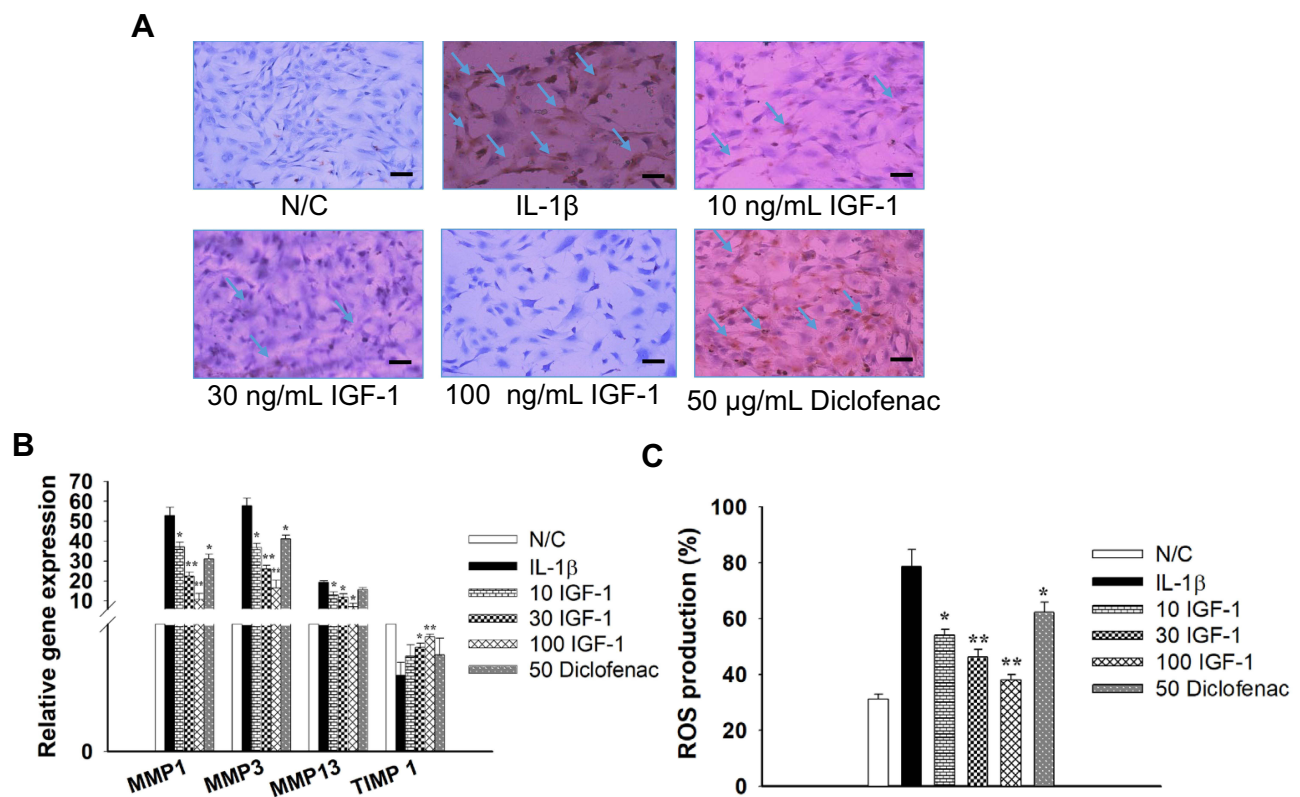 A
N/C
IL-1β
10 ng/mL IGF-1
30 ng/mL IGF-1
100 ng/mL IGF-1
50 µg/mL Diclofenac
B
Relative gene expression
70
60
50
40
30
20
10
0
* ** ** *
* ** ** *
* * *
* **
MMP1
MMP3
MMP13
TIMP 1
N/C
IL-1β
10 IGF-1
30 IGF-1
100 IGF-1
50 Diclofenac
C
ROS production (%)
100
80
60
40
20
0
* ** ** *
N/C
IL-1β
10 IGF-1
30 IGF-1
100 IGF-1
50 Diclofenac